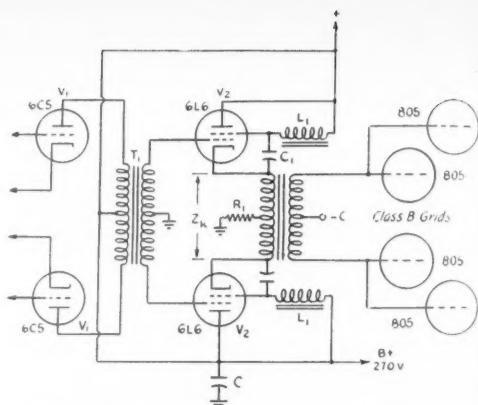 +
V1
6C5
V2
6L6
L1
805
C1
805
T1
Zk
R1
-C
Class B Grids
805
805
6C5
V1
6L6
V2
L1
B+
270V
C